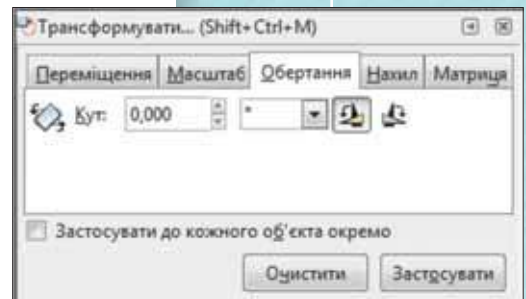 Трансформувати... (Shift+Ctrl+M)
Переміщення Масштаб Обертання Нахил Матриця
Кут: 0,000 °
Застосувати до кожного об'єкта окремо
Очистити Застосувати